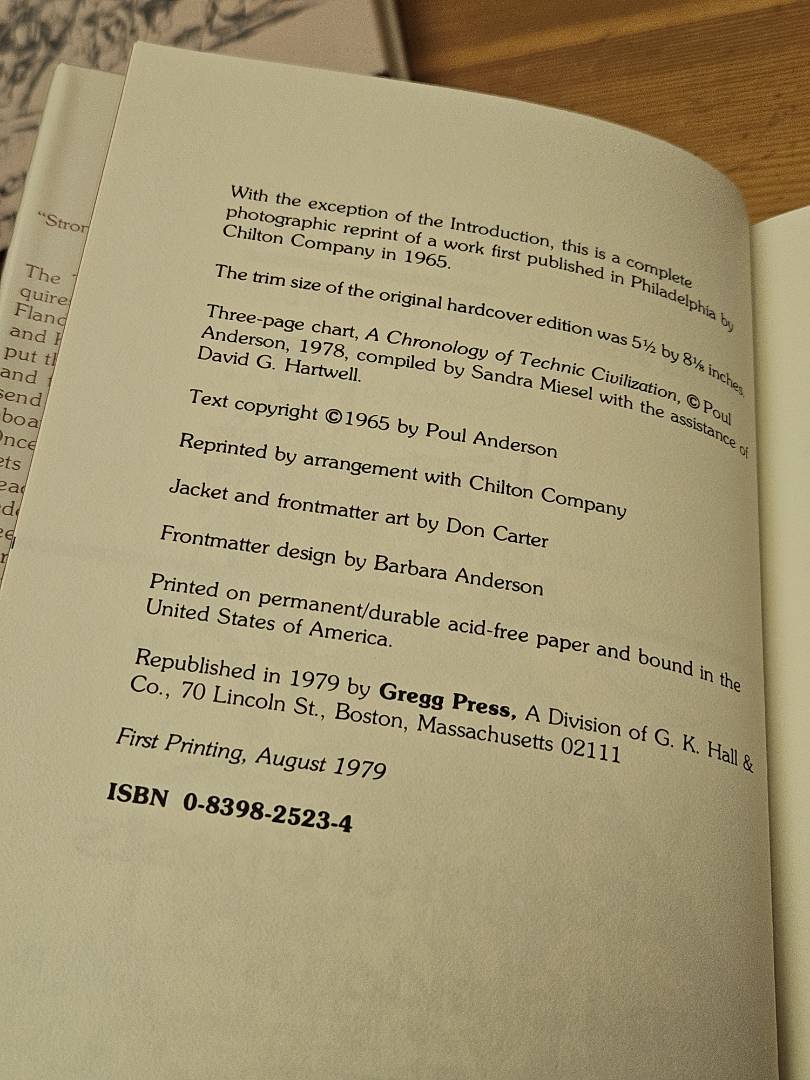 With the exception of the Introduction, this is a complete
photographic reprint of a work first published in Philadelphia by
Chilton Company in 1965.
The trim size of the original hardcover edition was 5½ by 8⅛ inches.
Three-page chart, A Chronology of Technic Civilization, © Poul
Anderson, 1978, compiled by Sandra Miesel with the assistance of
David G. Hartwell.
Text copyright ©1965 by Poul Anderson
Reprinted by arrangement with Chilton Company
Jacket and frontmatter art by Don Carter
Frontmatter design by Barbara Anderson
Printed on permanent/durable acid-free paper and bound in the
United States of America.
Republished in 1979 by Gregg Press, A Division of G. K. Hall &
Co., 70 Lincoln St., Boston, Massachusetts 02111
First Printing, August 1979
ISBN 0-8398-2523-4
The
and
put
and
send